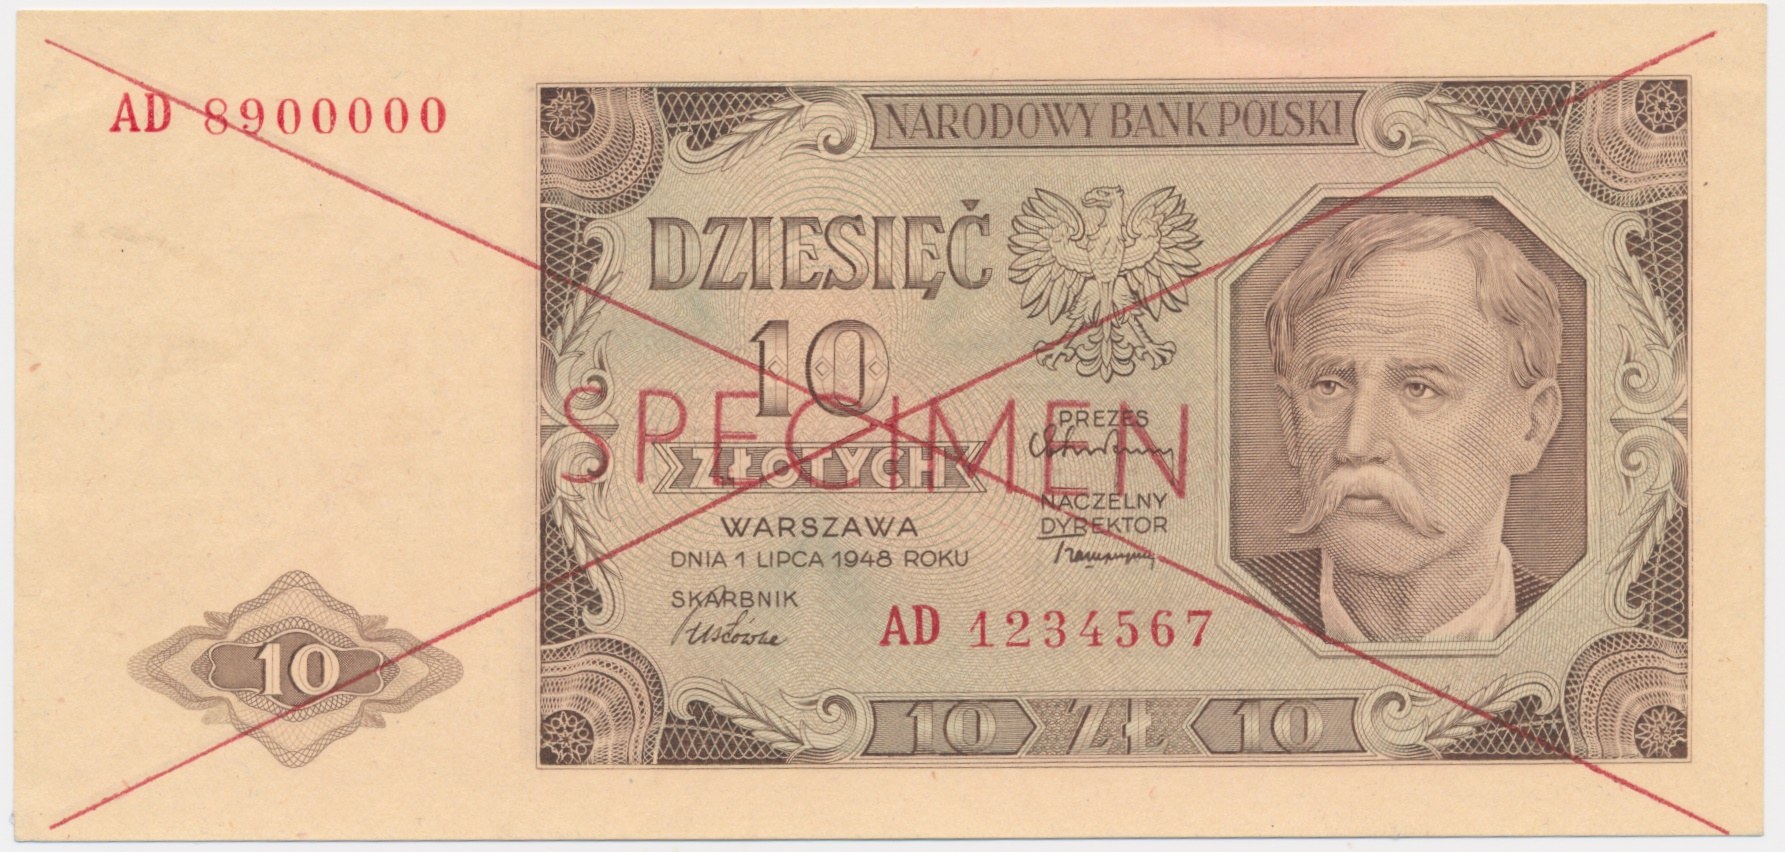 AD 8900000
NARODOWY BANK POLSKI
DZIESIĘĆ
10
SPECIMEN
ZŁOTYCH
PREZES
NACZELNY
DYREKTOR
WARSZAWA
DNIA 1 LIPCA 1948 ROKU
SKARBNIK
AD 1234567
10
10 ZŁ 10